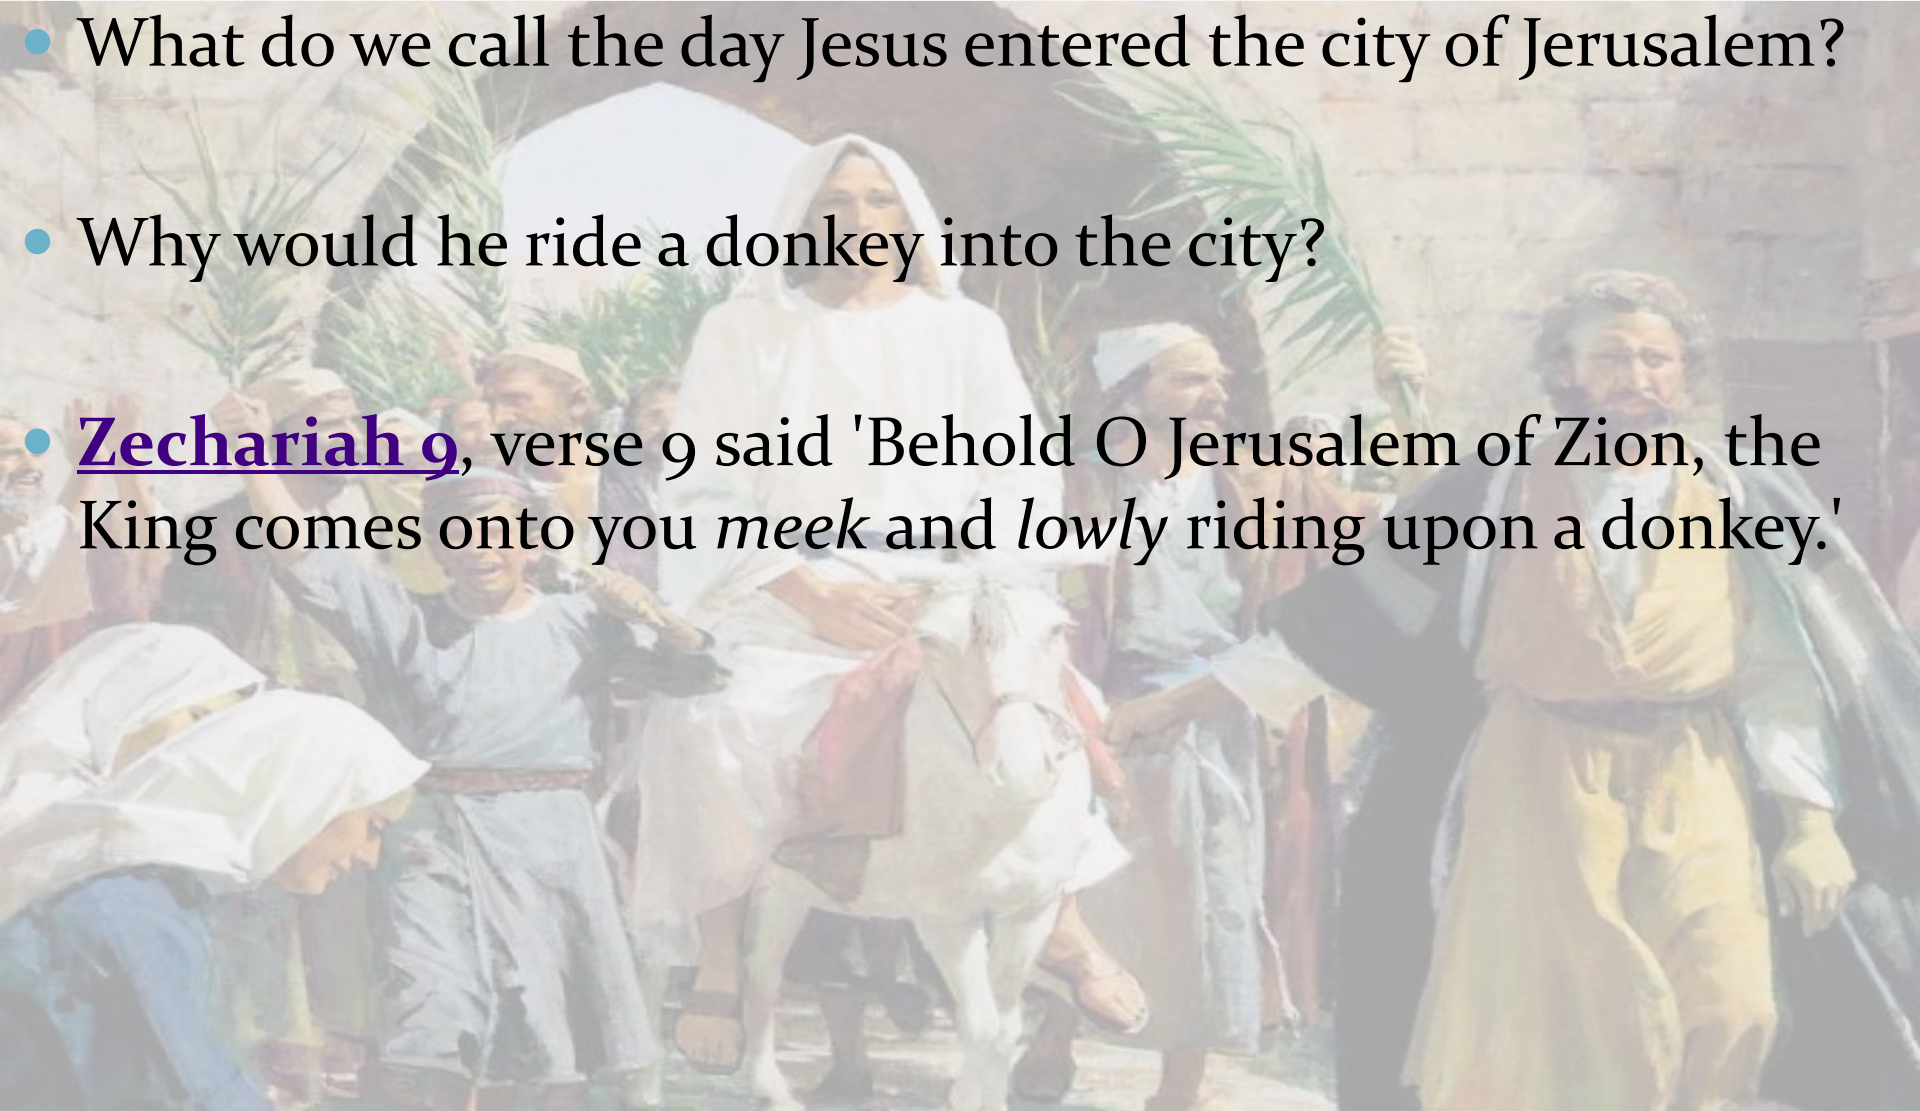 • What do we call the day Jesus entered the city of Jerusalem?
• Why would he ride a donkey into the city?
• Zechariah 9, verse 9 said 'Behold O Jerusalem of Zion, the
King comes onto you meek and lowly riding upon a donkey.'